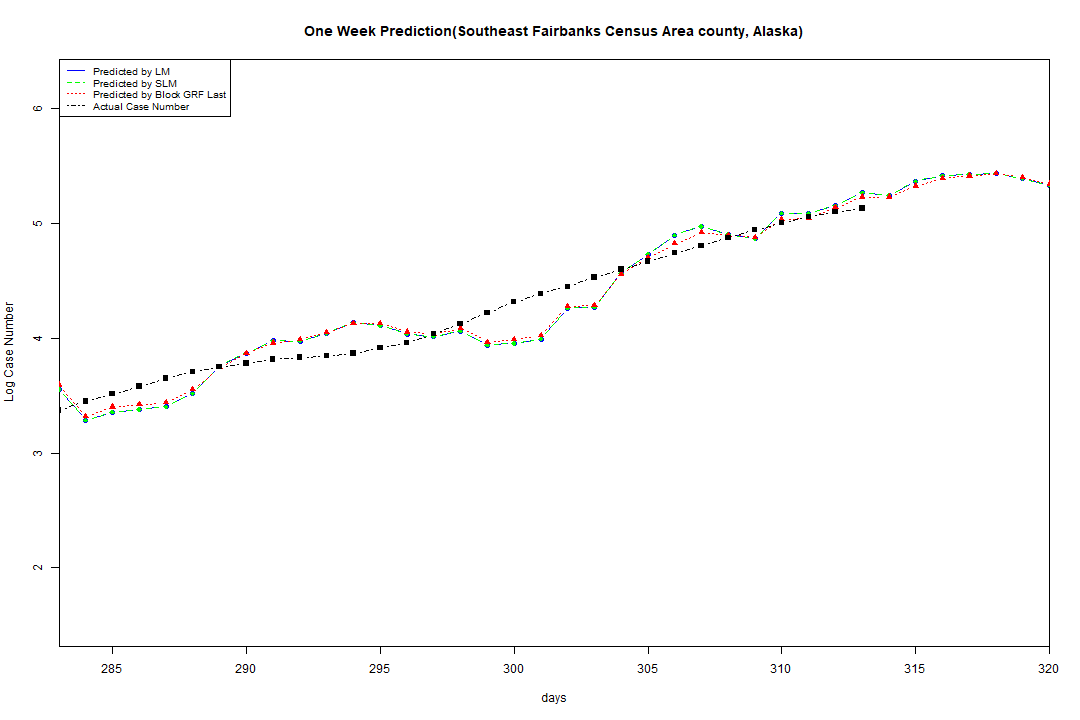 One Week Prediction(Southeast Fairbanks Census Area county, Alaska)
Predicted by LM
Predicted by SLM
Predicted by Block GRF Last
Actual Case Number
6
5
4
3
2
Log Case Number
285 290 295 300 305 310 315 320
days